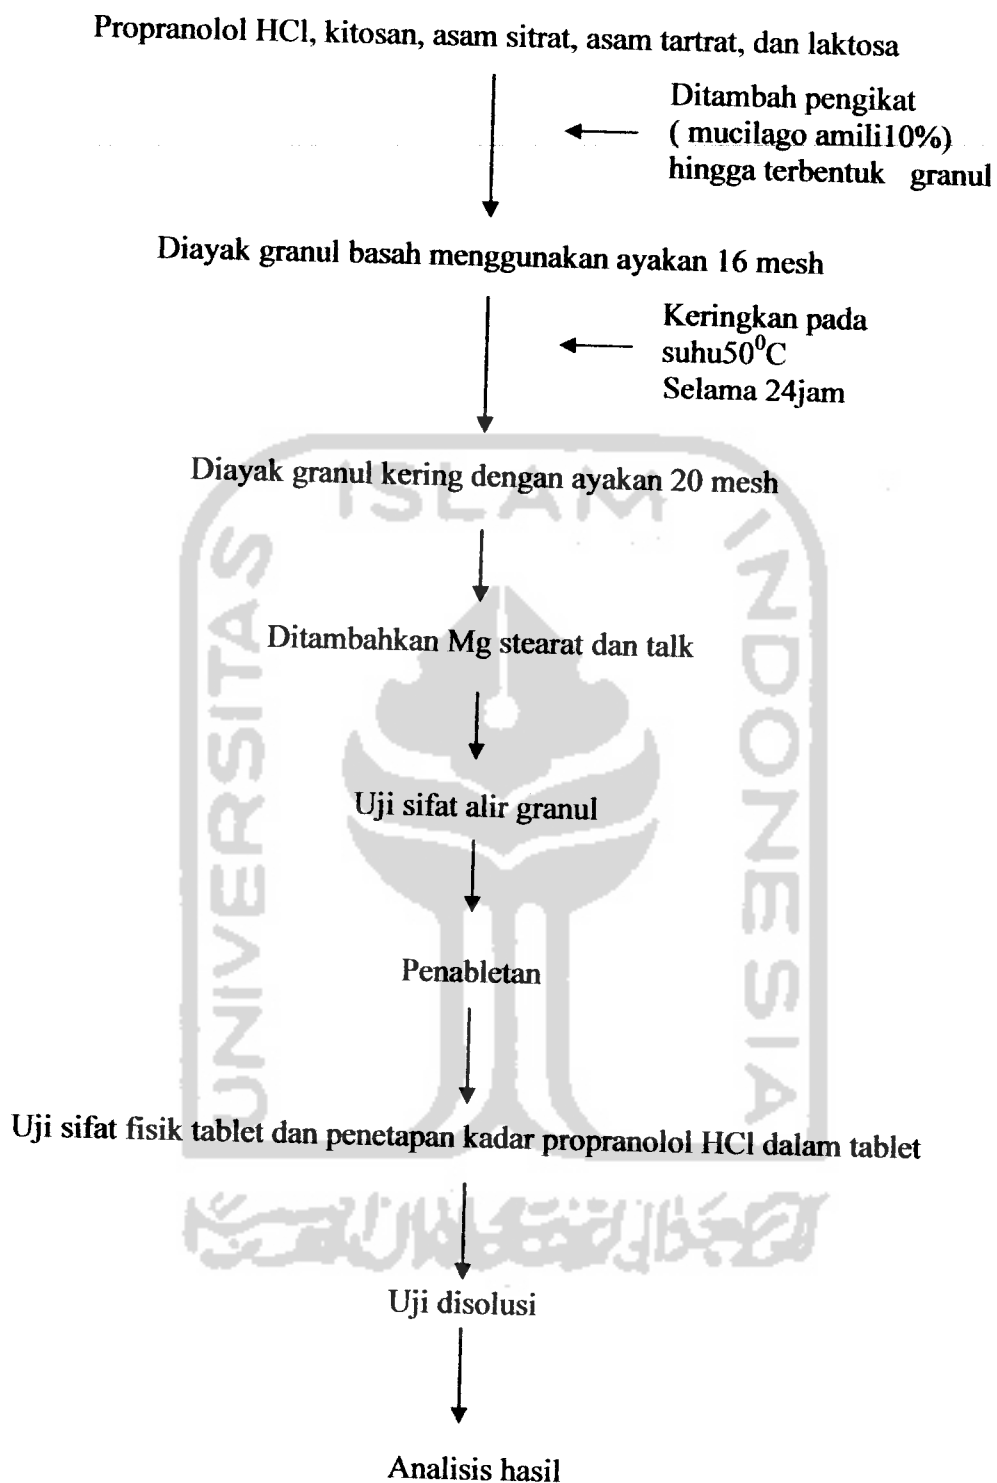 Propranolol HCl, kitosan, asam sitrat, asam tartrat, dan laktosa
Ditambah pengikat
( mucilago amili10%)
hingga terbentuk granul
Diayak granul basah menggunakan ayakan 16 mesh
Keringkan pada
suhu50⁰C
Selama 24jam
Diayak granul kering dengan ayakan 20 mesh
Ditambahkan Mg stearat dan talk
Uji sifat alir granul
Penabletan
Uji sifat fisik tablet dan penetapan kadar propranolol HCl dalam tablet
Uji disolusi
Analisis hasil
UNIVERSITAS
ISLAM
INDONESIA